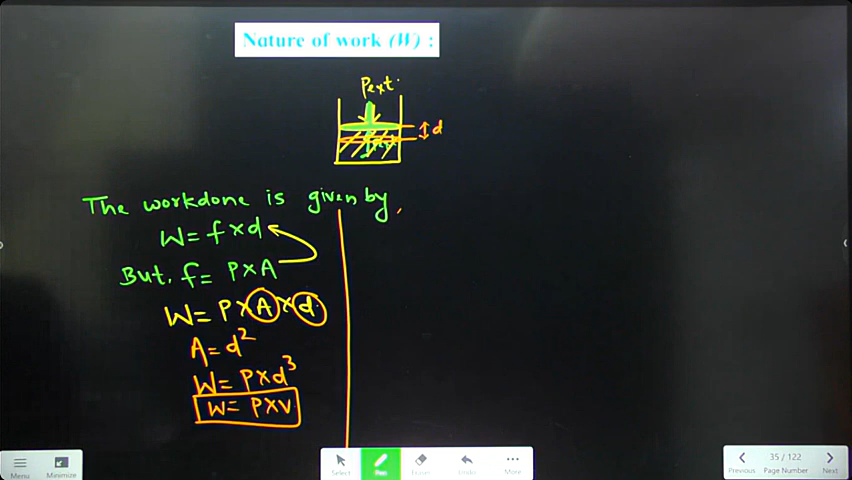 Nature of work (W) :
Pext.
d
The workdone is given by,
W = f x d
But, f = P x A
W = P x A x d.
A = d²
W = P x d³
W = P x V
Menu
Minimize
Select
Pen
Eraser
Undo
More
Previous
35 / 122
Page Number
Next